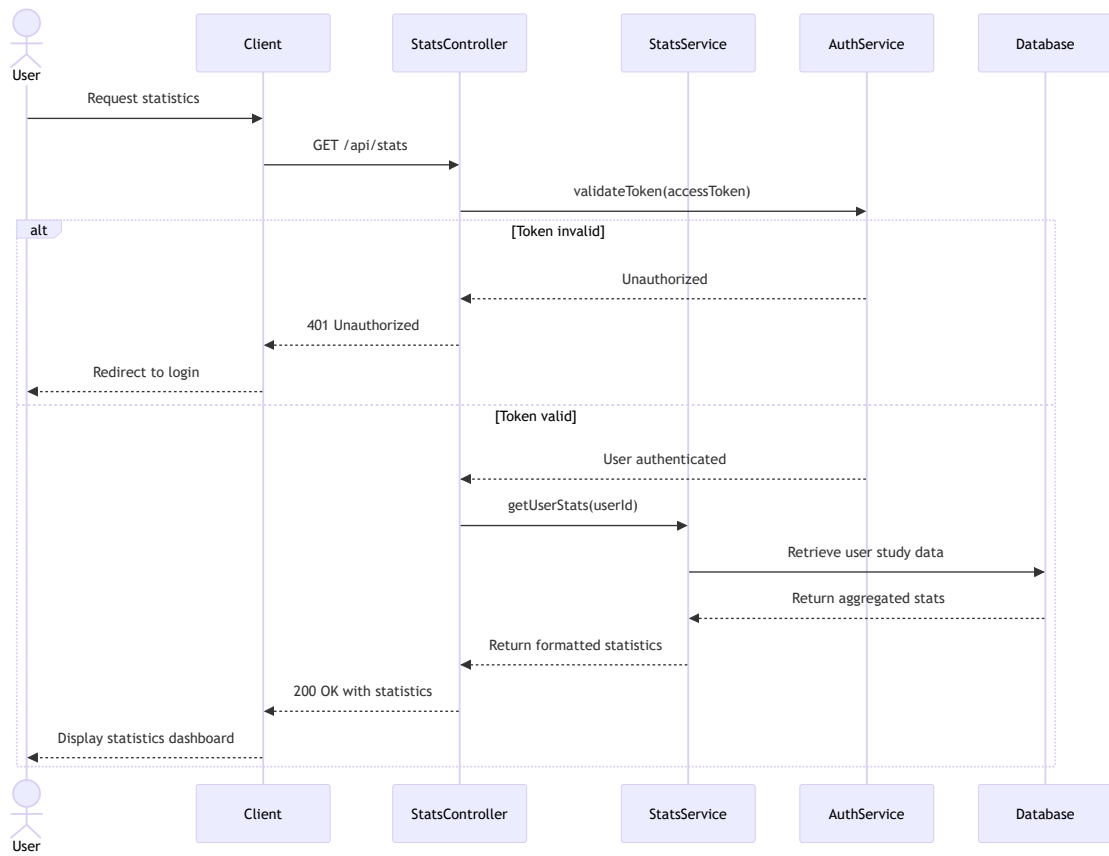 User
Client
StatsController
StatsService
AuthService
Database
Request statistics
GET /api/stats
validateToken(accessToken)
alt
[Token invalid]
Unauthorized
401 Unauthorized
Redirect to login
[Token valid]
User authenticated
getUserStats(userId)
Retrieve user study data
Return aggregated stats
Return formatted statistics
200 OK with statistics
Display statistics dashboard
User
Client
StatsController
StatsService
AuthService
Database